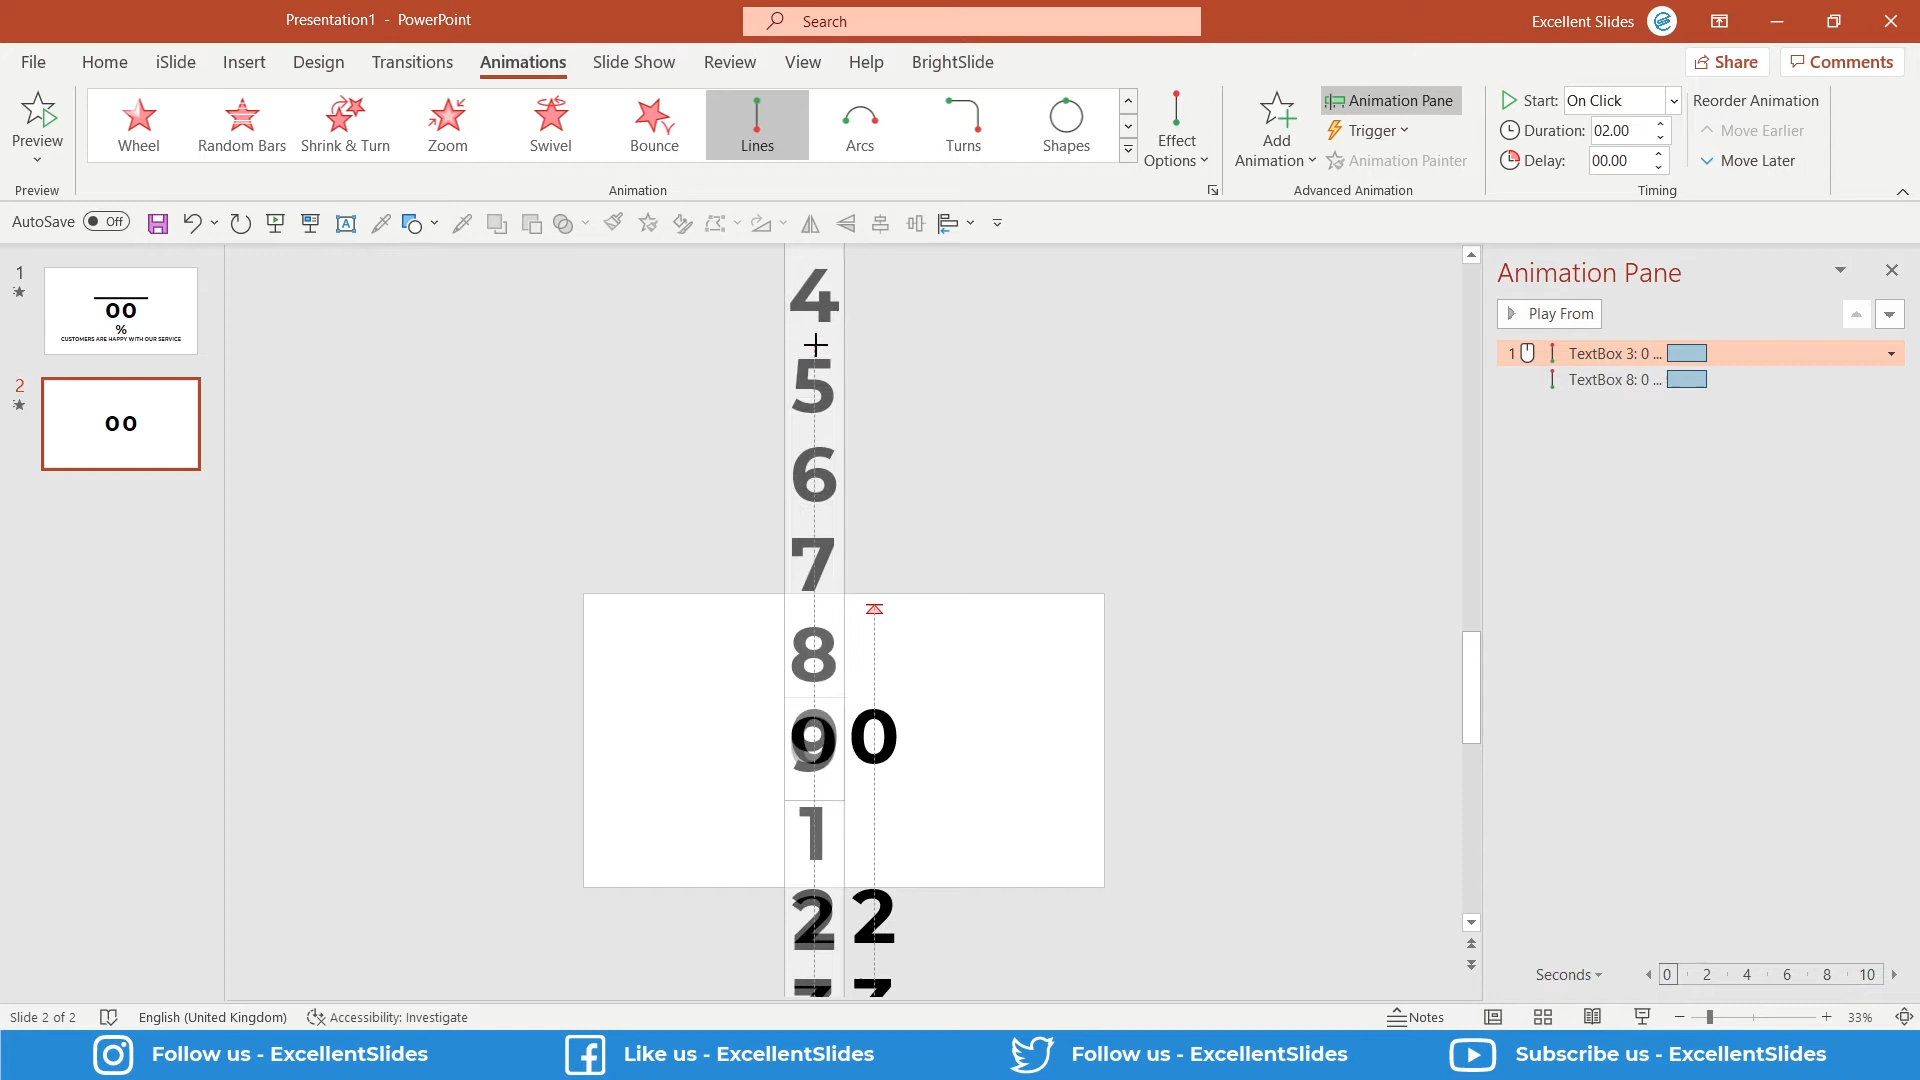 Presentation1 - PowerPoint
Search
Excellent Slides
File Home iSlide Insert Design Transitions Animations Slide Show Review View Help BrightSlide
Share Comments
Preview
Wheel Random Bars Shrink & Turn Zoom Swivel Bounce Lines Arcs Turns Shapes
Effect Options
Add Animation
Animation Pane
Trigger
Animation Painter
Start: On Click
Duration: 02.00
Delay: 00.00
Reorder Animation
Move Earlier
Move Later
Preview Animation Advanced Animation Timing
AutoSave Off
1
00
%
CUSTOMERS ARE HAPPY WITH OUR SERVICE
2
00
4
5
6
7
8
9 0
1
2 2
Animation Pane
Play From
1 TextBox 3: 0 ...
TextBox 8: 0 ...
Seconds 0 2 4 6 8 10
Slide 2 of 2 English (United Kingdom) Accessibility: Investigate Notes 33%
Follow us - ExcellentSlides Like us - ExcellentSlides Follow us - ExcellentSlides Subscribe us - ExcellentSlides